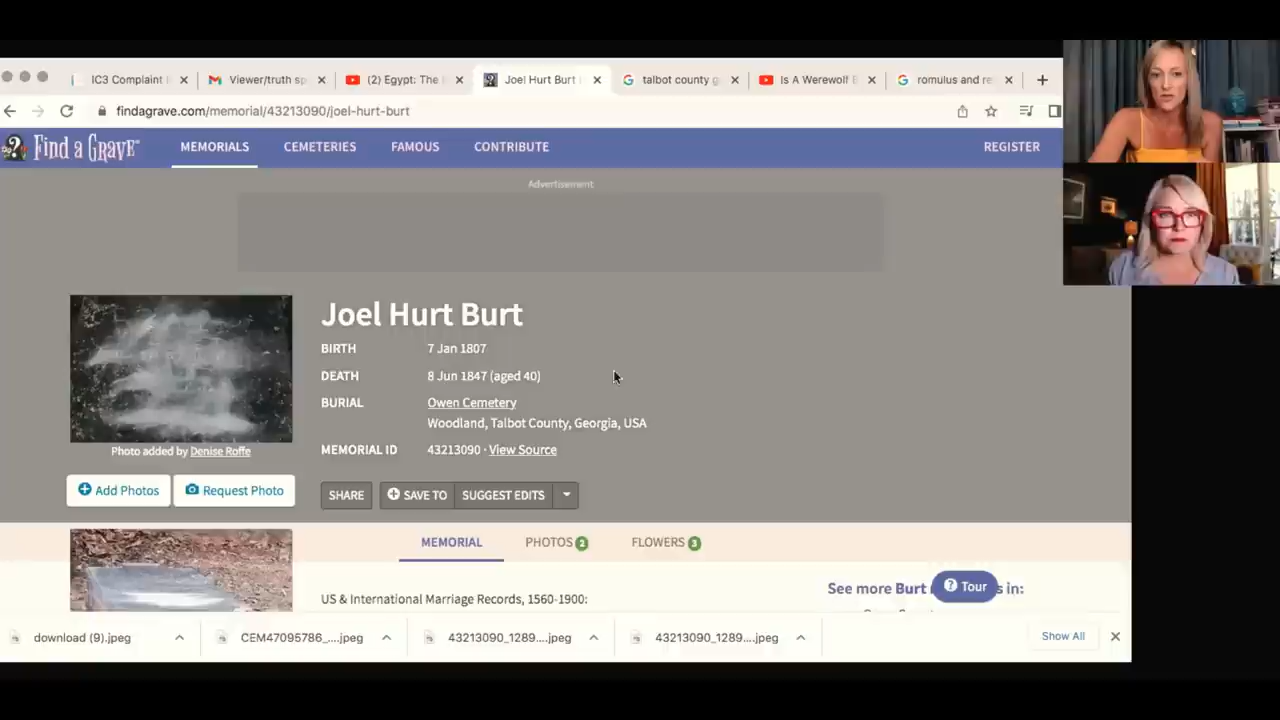 IC3 Complaint
Viewer/truth sp
(2) Egypt: The
Joel Hurt Burt
talbot county g
Is A Werewolf B
romulus and re
findagrave.com/memorial/43213090/joel-hurt-burt
Find a Grave
MEMORIALS
CEMETERIES
FAMOUS
CONTRIBUTE
REGISTER
Advertisement
Joel Hurt Burt
BIRTH 7 Jan 1807
DEATH 8 Jun 1847 (aged 40)
BURIAL Owen Cemetery
Woodland, Talbot County, Georgia, USA
MEMORIAL ID 43213090 · View Source
Photo added by Denise Roffe
Add Photos
Request Photo
SHARE
SAVE TO
SUGGEST EDITS
MEMORIAL
PHOTOS 2
FLOWERS 3
US & International Marriage Records, 1560-1900:
See more Burt
s in:
Tour
download (9).jpeg
CEM47095786_....jpeg
43213090_1289....jpeg
43213090_1289....jpeg
Show All